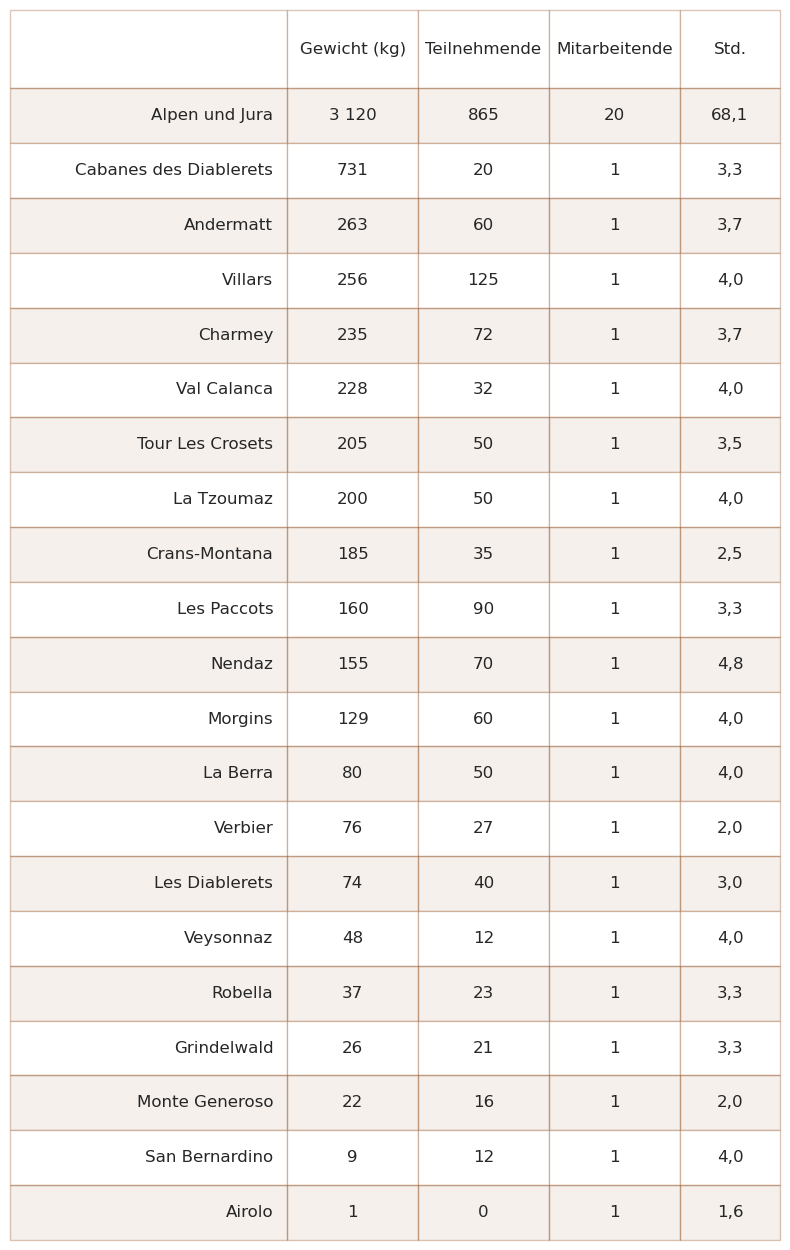 Gewicht (kg) Teilnehmende Mitarbeitende Std.
Alpen und Jura 3 120 865 20 68,1
Cabanes des Diablerets 731 20 1 3,3
Andermatt 263 60 1 3,7
Villars 256 125 1 4,0
Charmey 235 72 1 3,7
Val Calanca 228 32 1 4,0
Tour Les Crosets 205 50 1 3,5
La Tzoumaz 200 50 1 4,0
Crans-Montana 185 35 1 2,5
Les Paccots 160 90 1 3,3
Nendaz 155 70 1 4,8
Morgins 129 60 1 4,0
La Berra 80 50 1 4,0
Verbier 76 27 1 2,0
Les Diablerets 74 40 1 3,0
Veysonnaz 48 12 1 4,0
Robella 37 23 1 3,3
Grindelwald 26 21 1 3,3
Monte Generoso 22 16 1 2,0
San Bernardino 9 12 1 4,0
Airolo 1 0 1 1,6